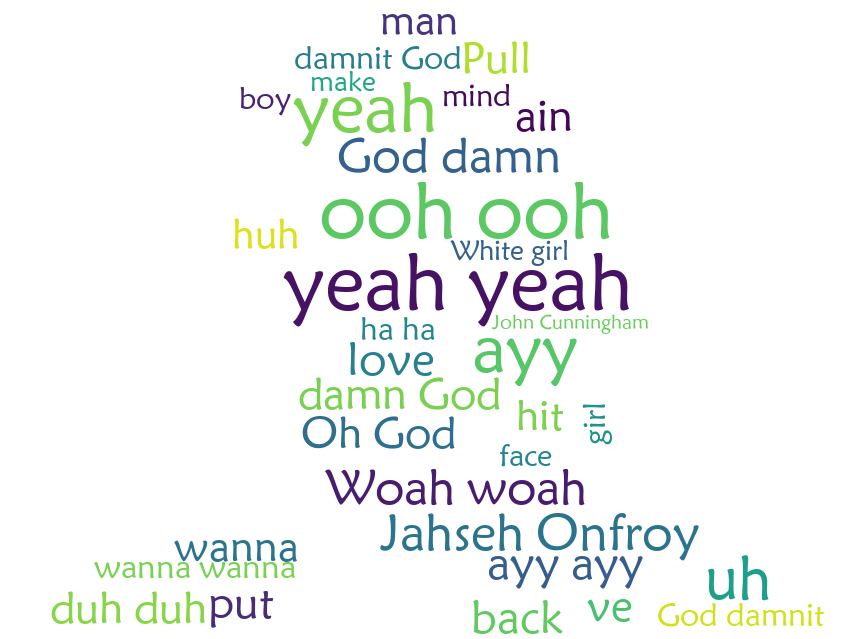 man
damnit God
Pull
make
boy
yeah
mind
ain
God damn
ooh ooh
huh
White girl
yeah yeah
John Cunningham
ha ha
love
ayy
damn God
hit
girl
Oh God
face
Woah woah
Jahseh Onfroy
wanna
wanna wanna
ayy ayy
uh
duh duh
put
back
ve
God damnit